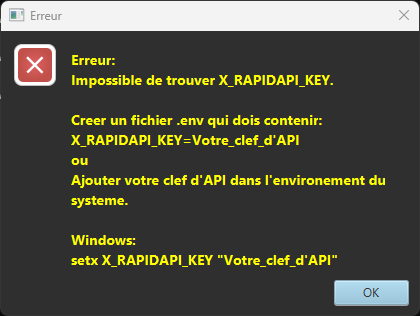 Erreur
Erreur:
Impossible de trouver X_RAPIDAPI_KEY.
Creer un fichier .env qui dois contenir:
X_RAPIDAPI_KEY=Votre_clef_d'API
ou
Ajouter votre clef d'API dans l'environement du
systeme.
Windows:
setx X_RAPIDAPI_KEY "Votre_clef_d'API"
OK